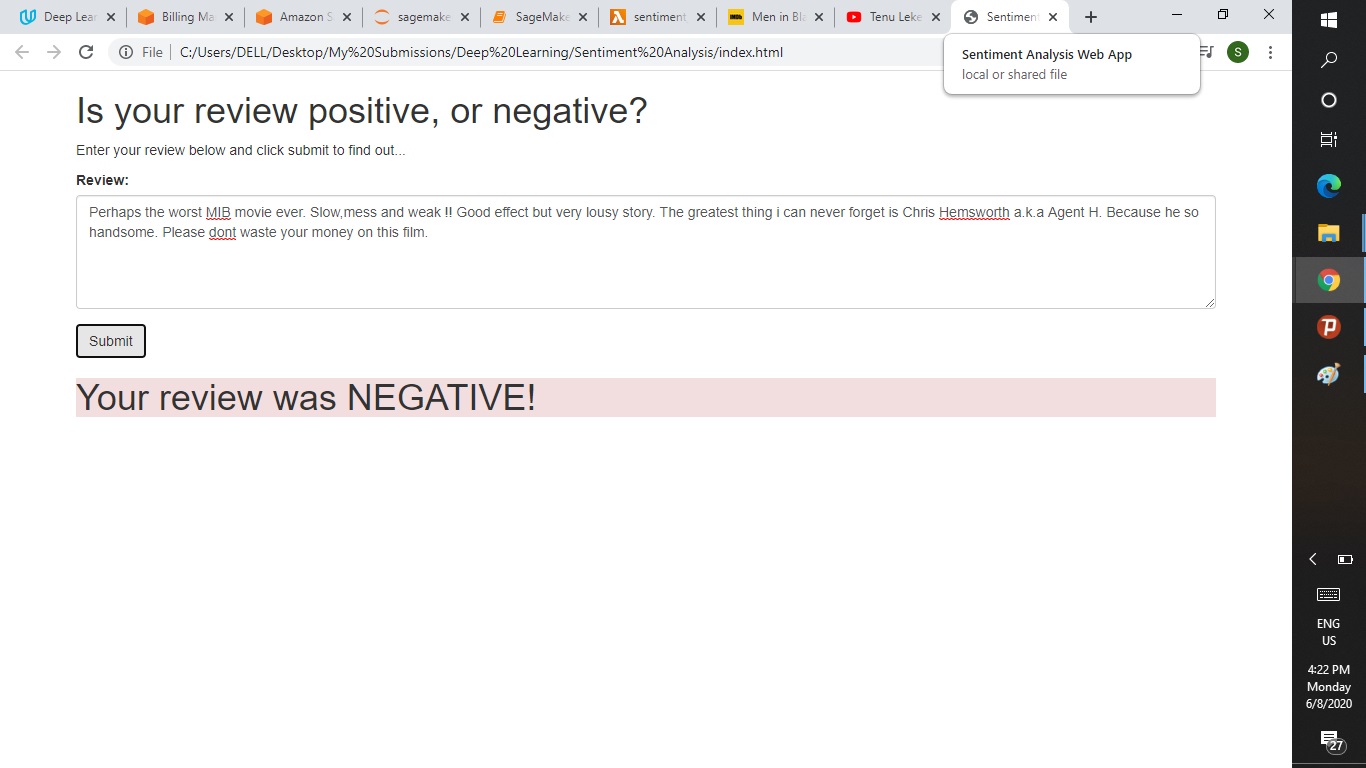 Deep Lear
Billing Ma
Amazon S
sagemake
SageMake
sentiment
Men in Bla
Tenu Leke
Sentiment
File
C:/Users/DELL/Desktop/My%20Submissions/Deep%20Learning/Sentiment%20Analysis/index.html
S
Sentiment Analysis Web App
local or shared file
Is your review positive, or negative?
Enter your review below and click submit to find out...
Review:
Perhaps the worst MIB movie ever. Slow,mess and weak !! Good effect but very lousy story. The greatest thing i can never forget is Chris Hemsworth a.k.a Agent H. Because he so
handsome. Please dont waste your money on this film.
Submit
Your review was NEGATIVE!
ENG
US
4:22 PM
Monday
6/8/2020
27